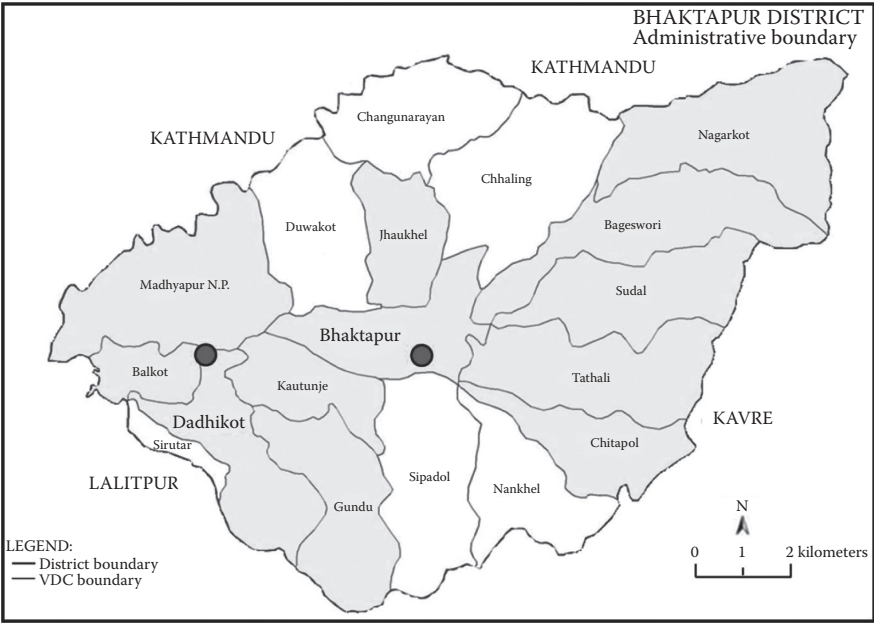 BHAKTAPUR DISTRICT
Administrative boundary
KATHMANDU
KATHMANDU
Changunarayan
Nagarkot
Chhaling
Duwakot
Jhaukhel
Bageswori
Madhyapur N.P.
Sudal
Bhaktapur
Balkot
Kautunje
Tathali
Dadhikot
KAVRE
Sirutar
Chitapol
LALITPUR
Sipadol
Nankhel
Gundu
N
LEGEND:
District boundary
VDC boundary
0 1 2 kilometers